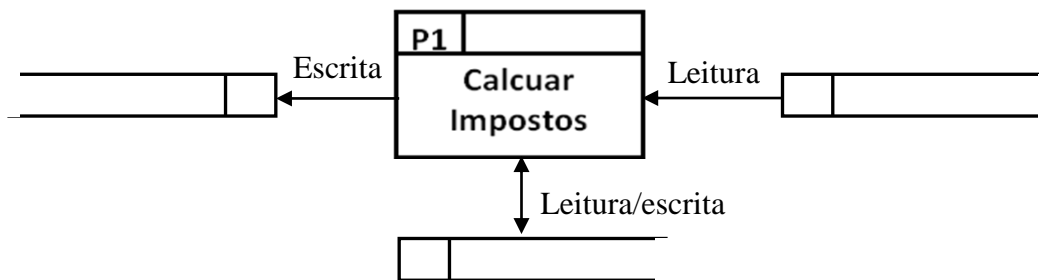 P1
Escrita
Calcuar
Impostos
Leitura
Leitura/escrita